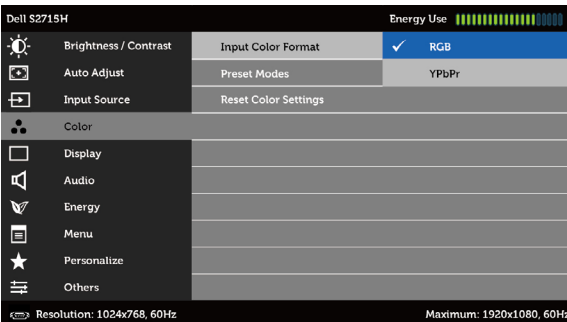 Dell S2715H Energy Use
Brightness / Contrast Input Color Format ✓ RGB
Auto Adjust Preset Modes YPbPr
Input Source Reset Color Settings
Color
Display
Audio
Energy
Menu
Personalize
Others
Resolution: 1024x768, 60Hz Maximum: 1920x1080, 60Hz